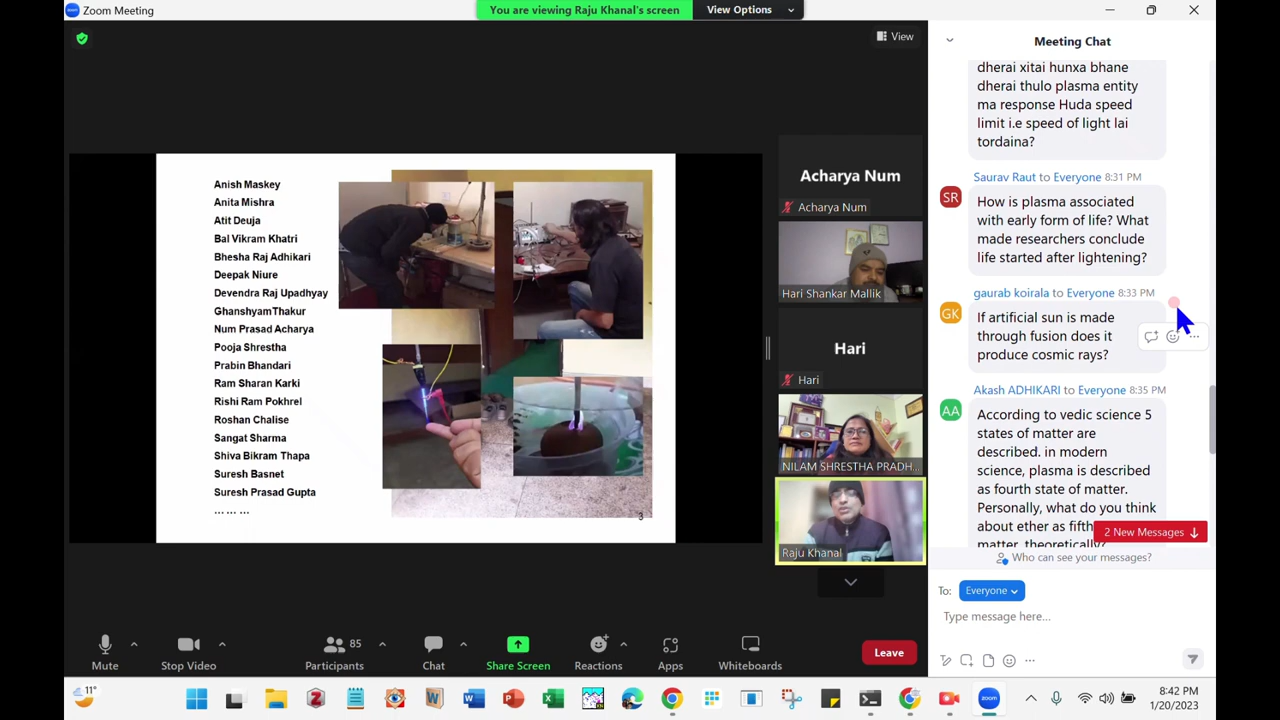 Zoom Meeting
You are viewing Raju Khanal's screen
View Options
View
Anish Maskey
Anita Mishra
Atit Deuja
Bal Vikram Khatri
Bhesha Raj Adhikari
Deepak Niure
Devendra Raj Upadhyay
GhanshyamThakur
Num Prasad Acharya
Pooja Shrestha
Prabin Bhandari
Ram Sharan Karki
Rishi Ram Pokhrel
Roshan Chalise
Sangat Sharma
Shiva Bikram Thapa
Suresh Basnet
Suresh Prasad Gupta
... ... ...
3
Acharya Num
Acharya Num
Hari Shankar Mallik
Hari
Hari
NILAM SHRESTHA PRADH...
Raju Khanal
Meeting Chat
dherai xitai hunxa bhane
dherai thulo plasma entity
ma response Huda speed
limit i.e speed of light lai
tordaina?
Saurav Raut to Everyone 8:31 PM
SR
How is plasma associated
with early form of life? What
made researchers conclude
life started after lightening?
gaurab koirala to Everyone 8:33 PM
GK
If artificial sun is made
through fusion does it
produce cosmic rays?
Akash ADHIKARI to Everyone 8:35 PM
AA
According to vedic science 5
states of matter are
described. in modern
science, plasma is described
as fourth state of matter.
Personally, what do you think
about ether as fifth
matter, theoretically?
2 New Messages
Who can see your messages?
To: Everyone
Type message here...
Mute
Stop Video
85
Participants
Chat
Share Screen
Reactions
Apps
Whiteboards
Leave
11°
8:42 PM
1/20/2023